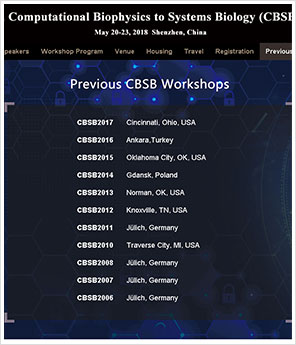 Computational Biophysics to Systems Biology (CBSB
May 20-23, 2018 Shenzhen, China
peakers Workshop Program Venue Housing Travel Registration Previous
Previous CBSB Workshops
CBSB2017 Cincinnati, Ohio, USA
CBSB2016 Ankara,Turkey
CBSB2015 Oklahoma City, OK, USA
CBSB2014 Gdansk, Poland
CBSB2013 Norman, OK, USA
CBSB2012 Knoxville, TN, USA
CBSB2011 Jülich, Germany
CBSB2010 Traverse City, MI, USA
CBSB2008 Jülich, Germany
CBSB2007 Jülich, Germany
CBSB2006 Jülich, Germany